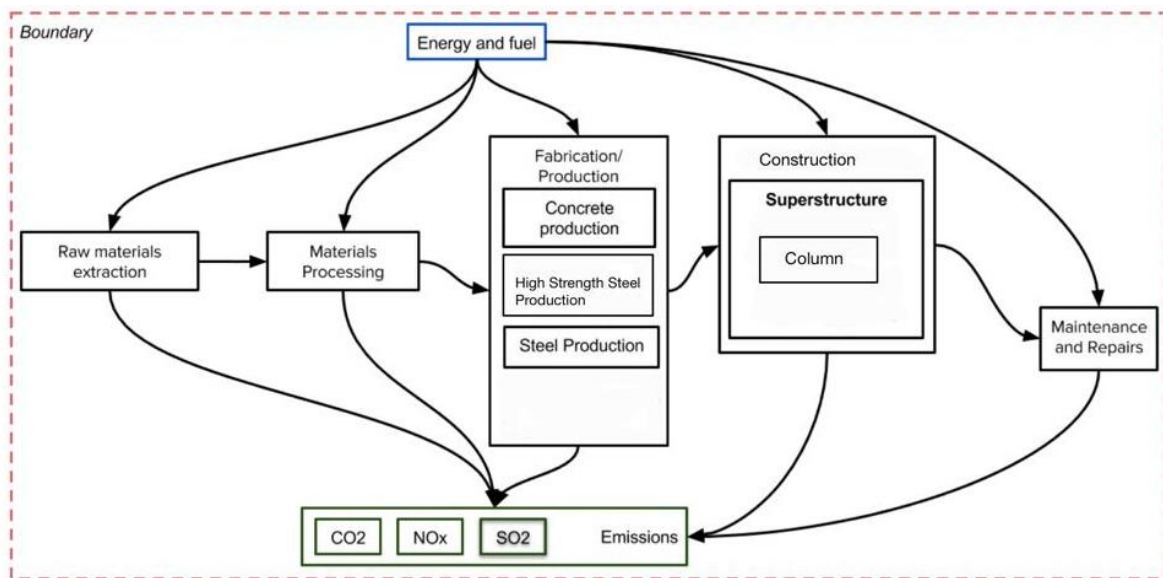 Boundary
Energy and fuel
Fabrication/
Production
Concrete
production
High Strength Steel
Production
Steel Production
Construction
Superstructure
Column
Raw materials
extraction
Materials
Processing
Maintenance
and Repairs
CO2
NOx
SO2
Emissions